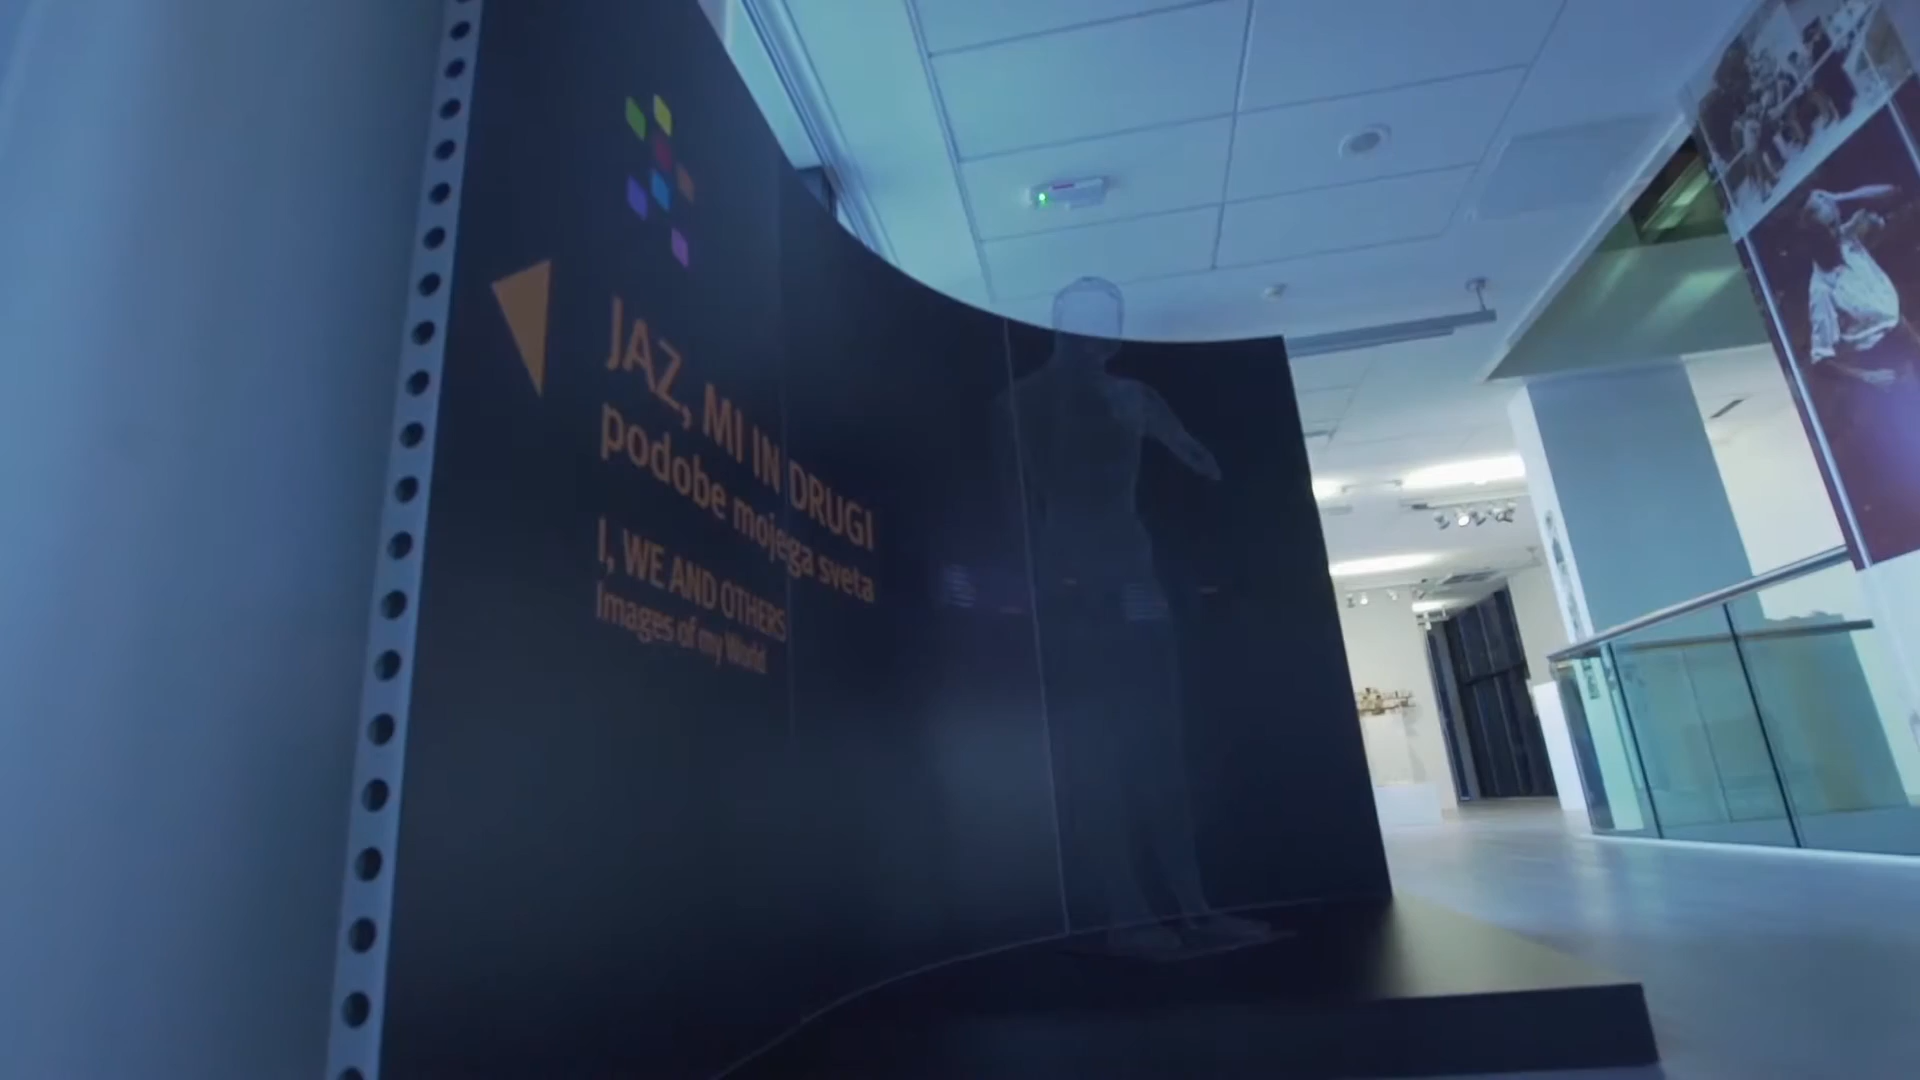 JAZ, MI IN DRUGI
podobe mojega sveta
I, WE AND OTHERS
Images of my World